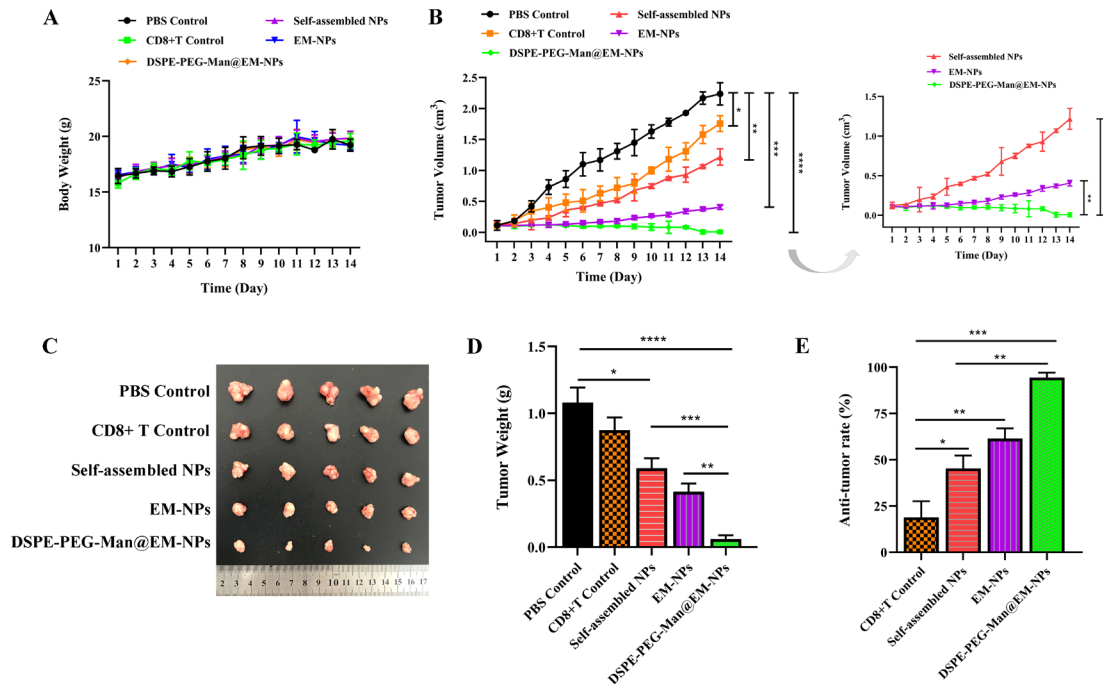 A
PBS Control
Self-assembled NPs
CD8+T Control
EM-NPs
DSPE-PEG-Man@EM-NPs
25
20
15
10
Body Weight (g)
1 2 3 4 5 6 7 8 9 10 11 12 13 14
Time (Day)
B
PBS Control
Self-assembled NPs
CD8+T Control
EM-NPs
DSPE-PEG-Man@EM-NPs
2.5
2.0
1.5
1.0
0.5
0.0
Tumor Volume (cm³)
* ** *** ****
1 2 3 4 5 6 7 8 9 10 11 12 13 14
Time (Day)
Self-assembled NPs
EM-NPs
DSPE-PEG-Man@EM-NPs
1.5
1.0
0.5
0.0
Tumor Volume (cm³)
**
1 2 3 4 5 6 7 8 9 10 11 12 13 14
Time (Day)
C
PBS Control
CD8+ T Control
Self-assembled NPs
EM-NPs
DSPE-PEG-Man@EM-NPs
2 3 4 5 6 7 8 9 10 11 12 13 14 15 16 17
D
1.5
1.0
0.5
0.0
Tumor Weight (g)
****
*
***
**
PBS Control
CD8+T Control
Self-assembled NPs
EM-NPs
DSPE-PEG-Man@EM-NPs
E
100
75
50
25
0
Anti-tumor rate (%)
***
**
**
*
CD8+T Control
Self-assembled NPs
EM-NPs
DSPE-PEG-Man@EM-NPs